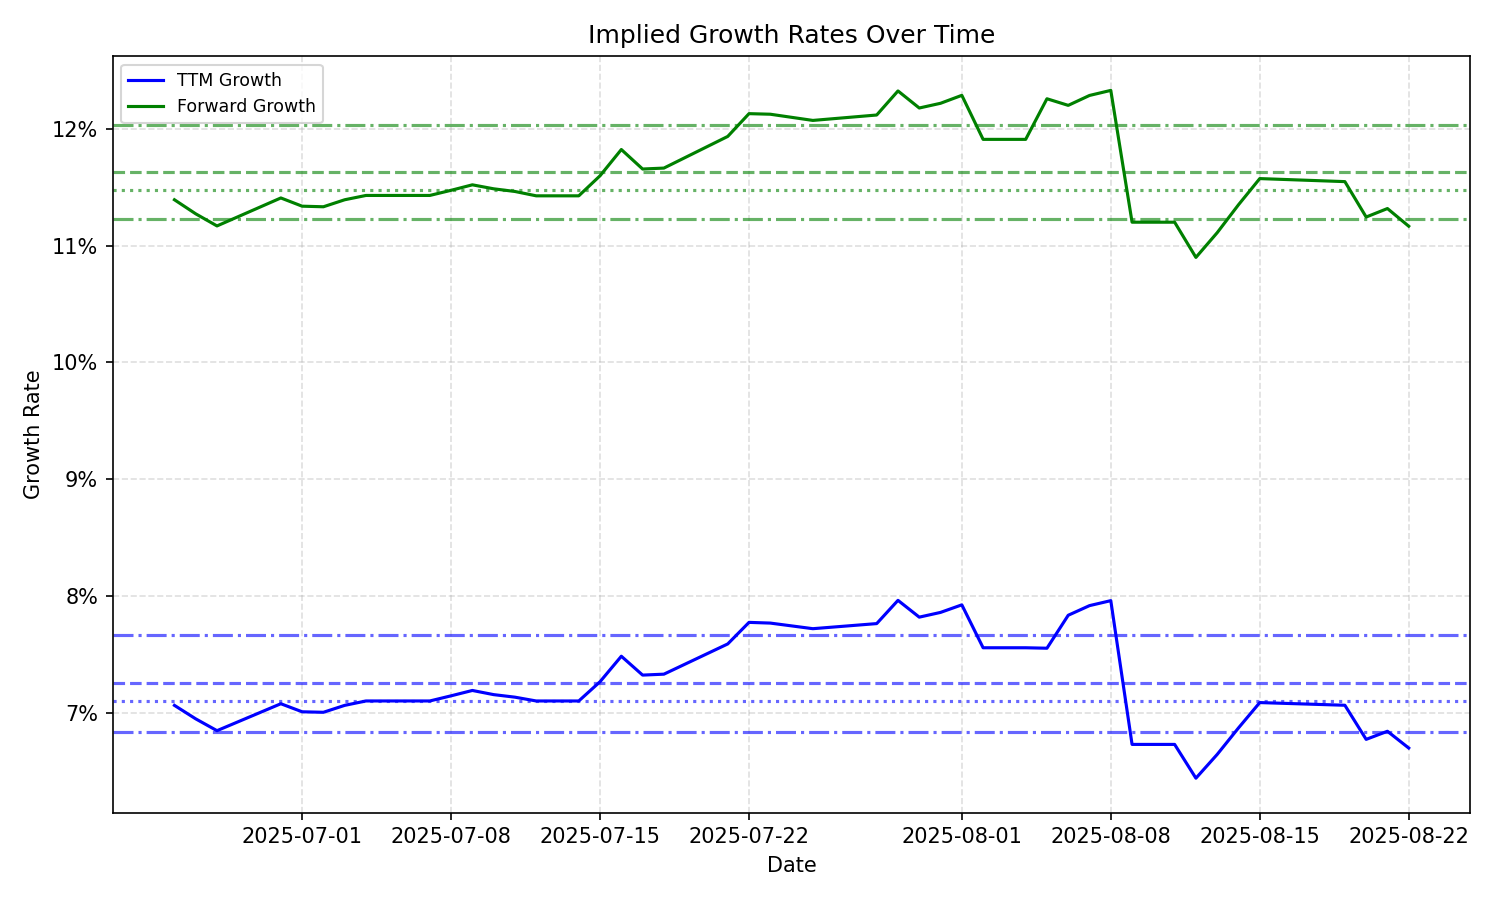 Implied Growth Rates Over Time
TTM Growth
Forward Growth
12%
11%
10%
9%
8%
7%
Growth Rate
2025-07-01 2025-07-08 2025-07-15 2025-07-22 2025-08-01 2025-08-08 2025-08-15 2025-08-22
Date